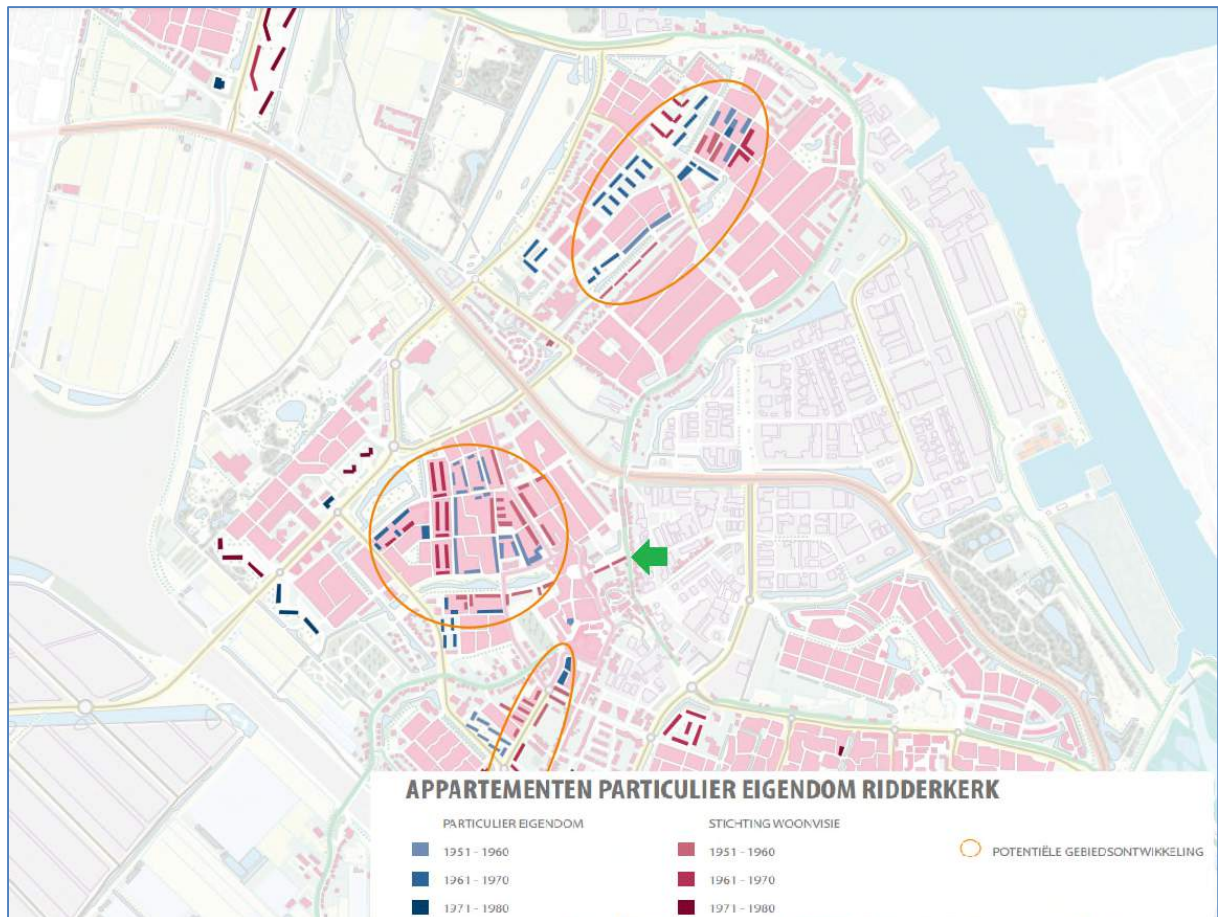 APPARTEMENTEN PARTICULIER EIGENDOM RIDDERKERK
PARTICULIER EIGENDOM
1951 - 1960
1961 - 1970
1971 - 1980
STICHTING WOONVISIE
1951 - 1960
1961 - 1970
1971 - 1980
POTENTIËLE GEBIEDSONTWIKKELING